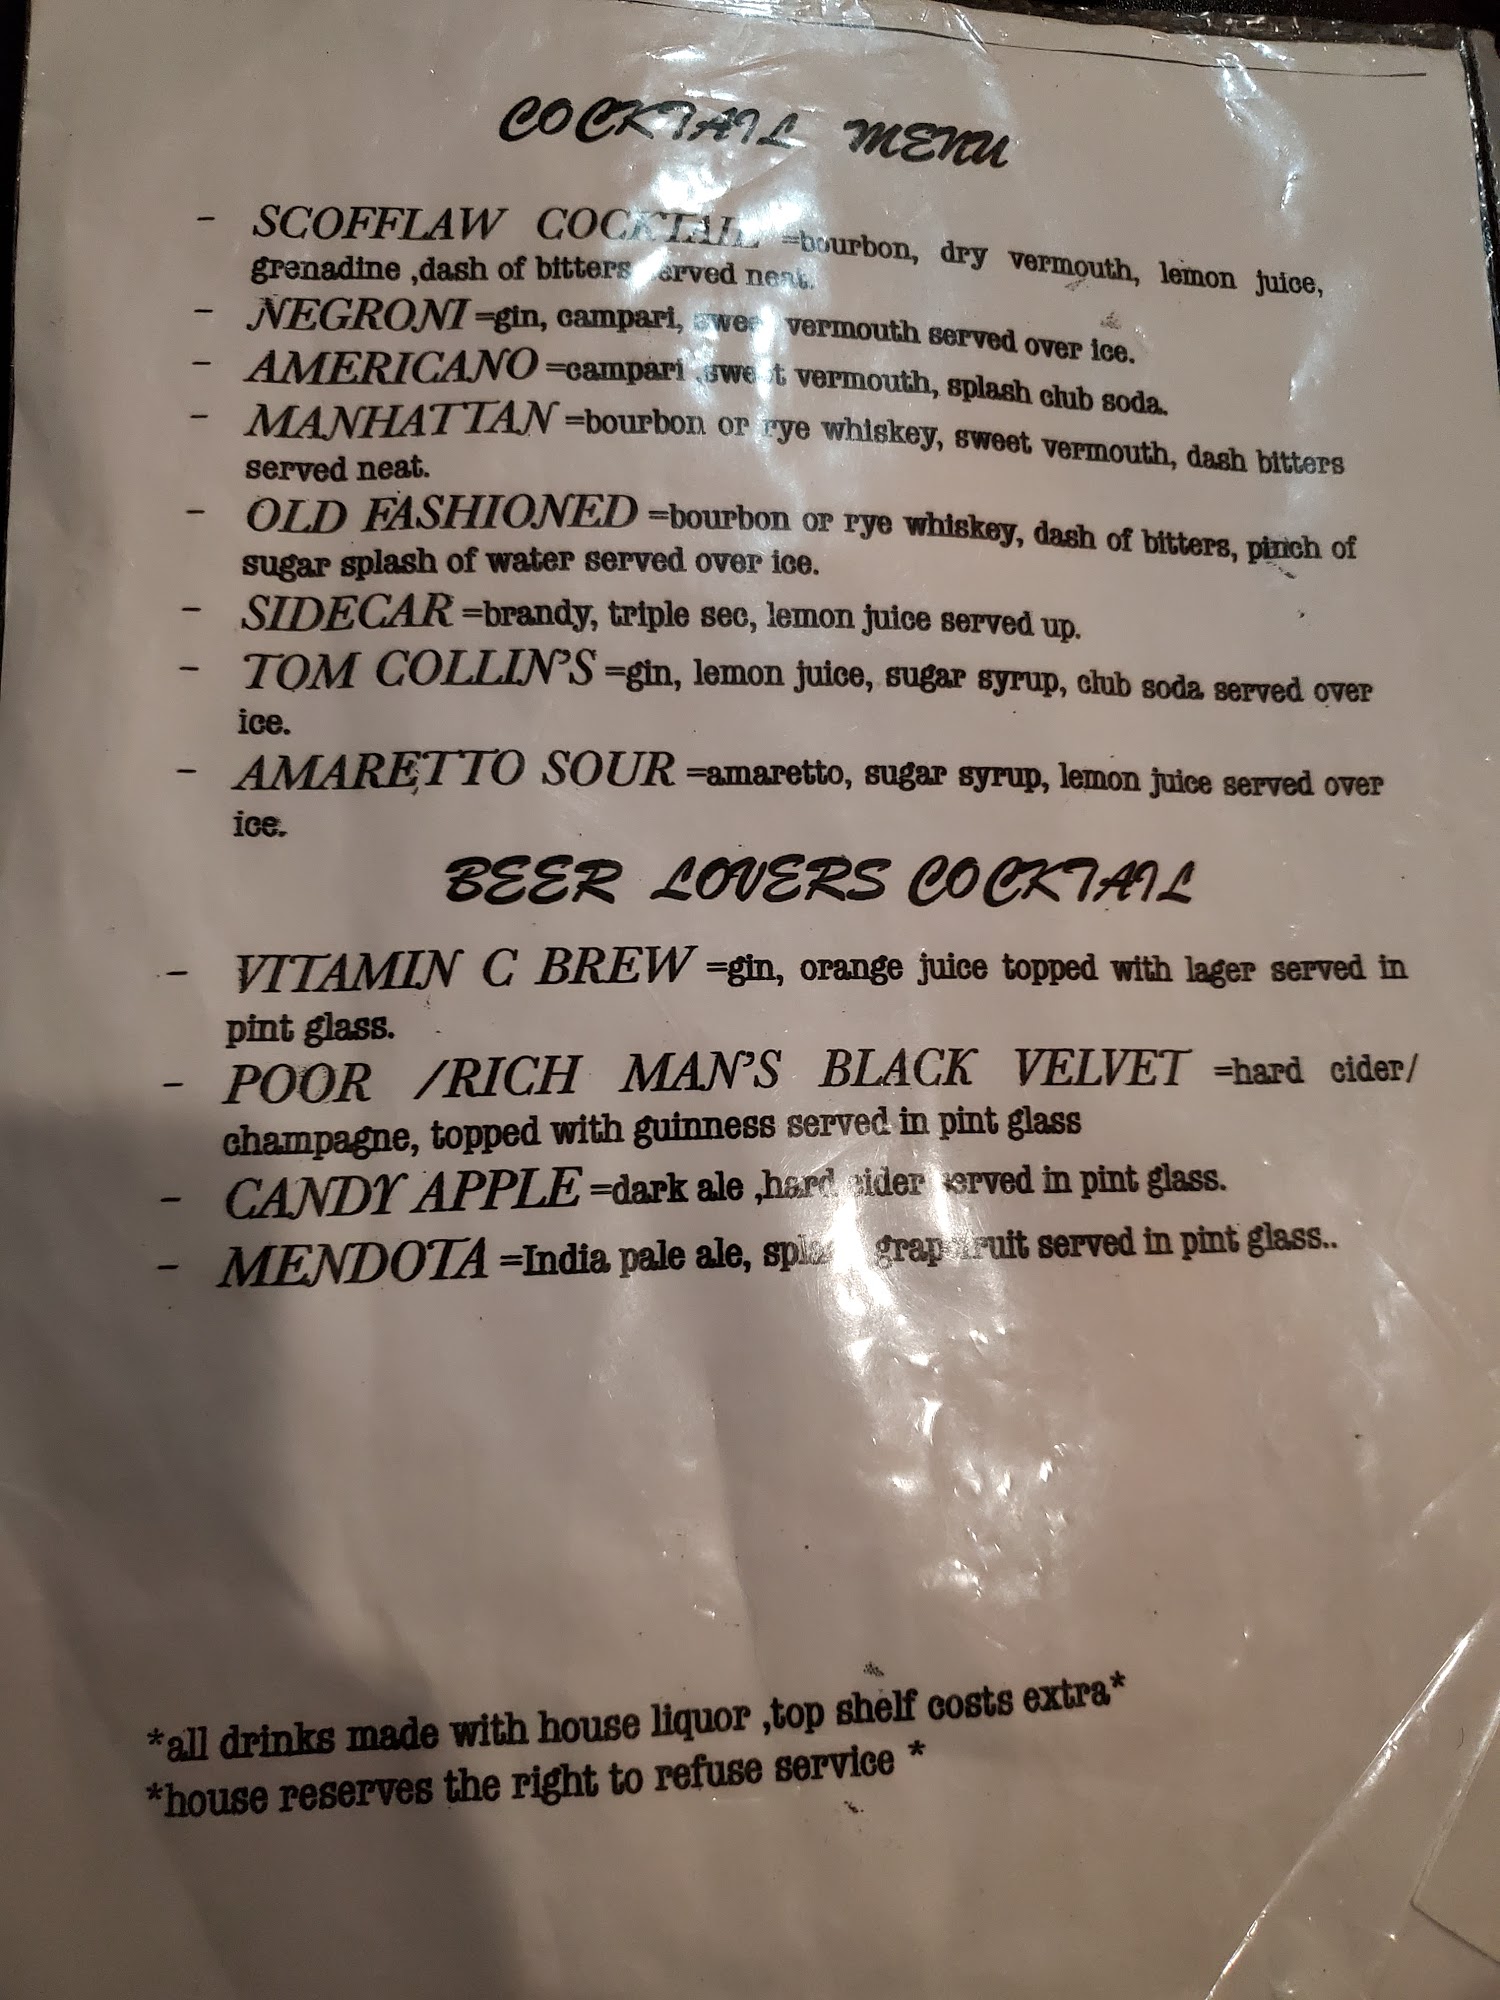 COCKTAIL MENU
- SCOFFLAW COCKTAIL =bourbon, dry vermouth, lemon juice,
grenadine ,dash of bitters served neat.
- NEGRONI =gin, campari, sweet vermouth served over ice.
- AMERICANO =campari ,sweet vermouth, splash club soda.
- MANHATTAN =bourbon or rye whiskey, sweet vermouth, dash bitters
served neat.
- OLD FASHIONED =bourbon or rye whiskey, dash of bitters, pinch of
sugar splash of water served over ice.
- SIDECAR =brandy, triple sec, lemon juice served up.
- TOM COLLIN'S =gin, lemon juice, sugar syrup, club soda served over
ice.
- AMARETTO SOUR =amaretto, sugar syrup, lemon juice served over
ice.
BEER LOVERS COCKTAIL
- VITAMIN C BREW =gin, orange juice topped with lager served in
pint glass.
- POOR /RICH MAN'S BLACK VELVET =hard cider/
champagne, topped with guinness served in pint glass
- CANDY APPLE =dark ale ,hard cider served in pint glass.
- MENDOTA =India pale ale, splash grapefruit served in pint glass..
*all drinks made with house liquor ,top shelf costs extra*
*house reserves the right to refuse service *